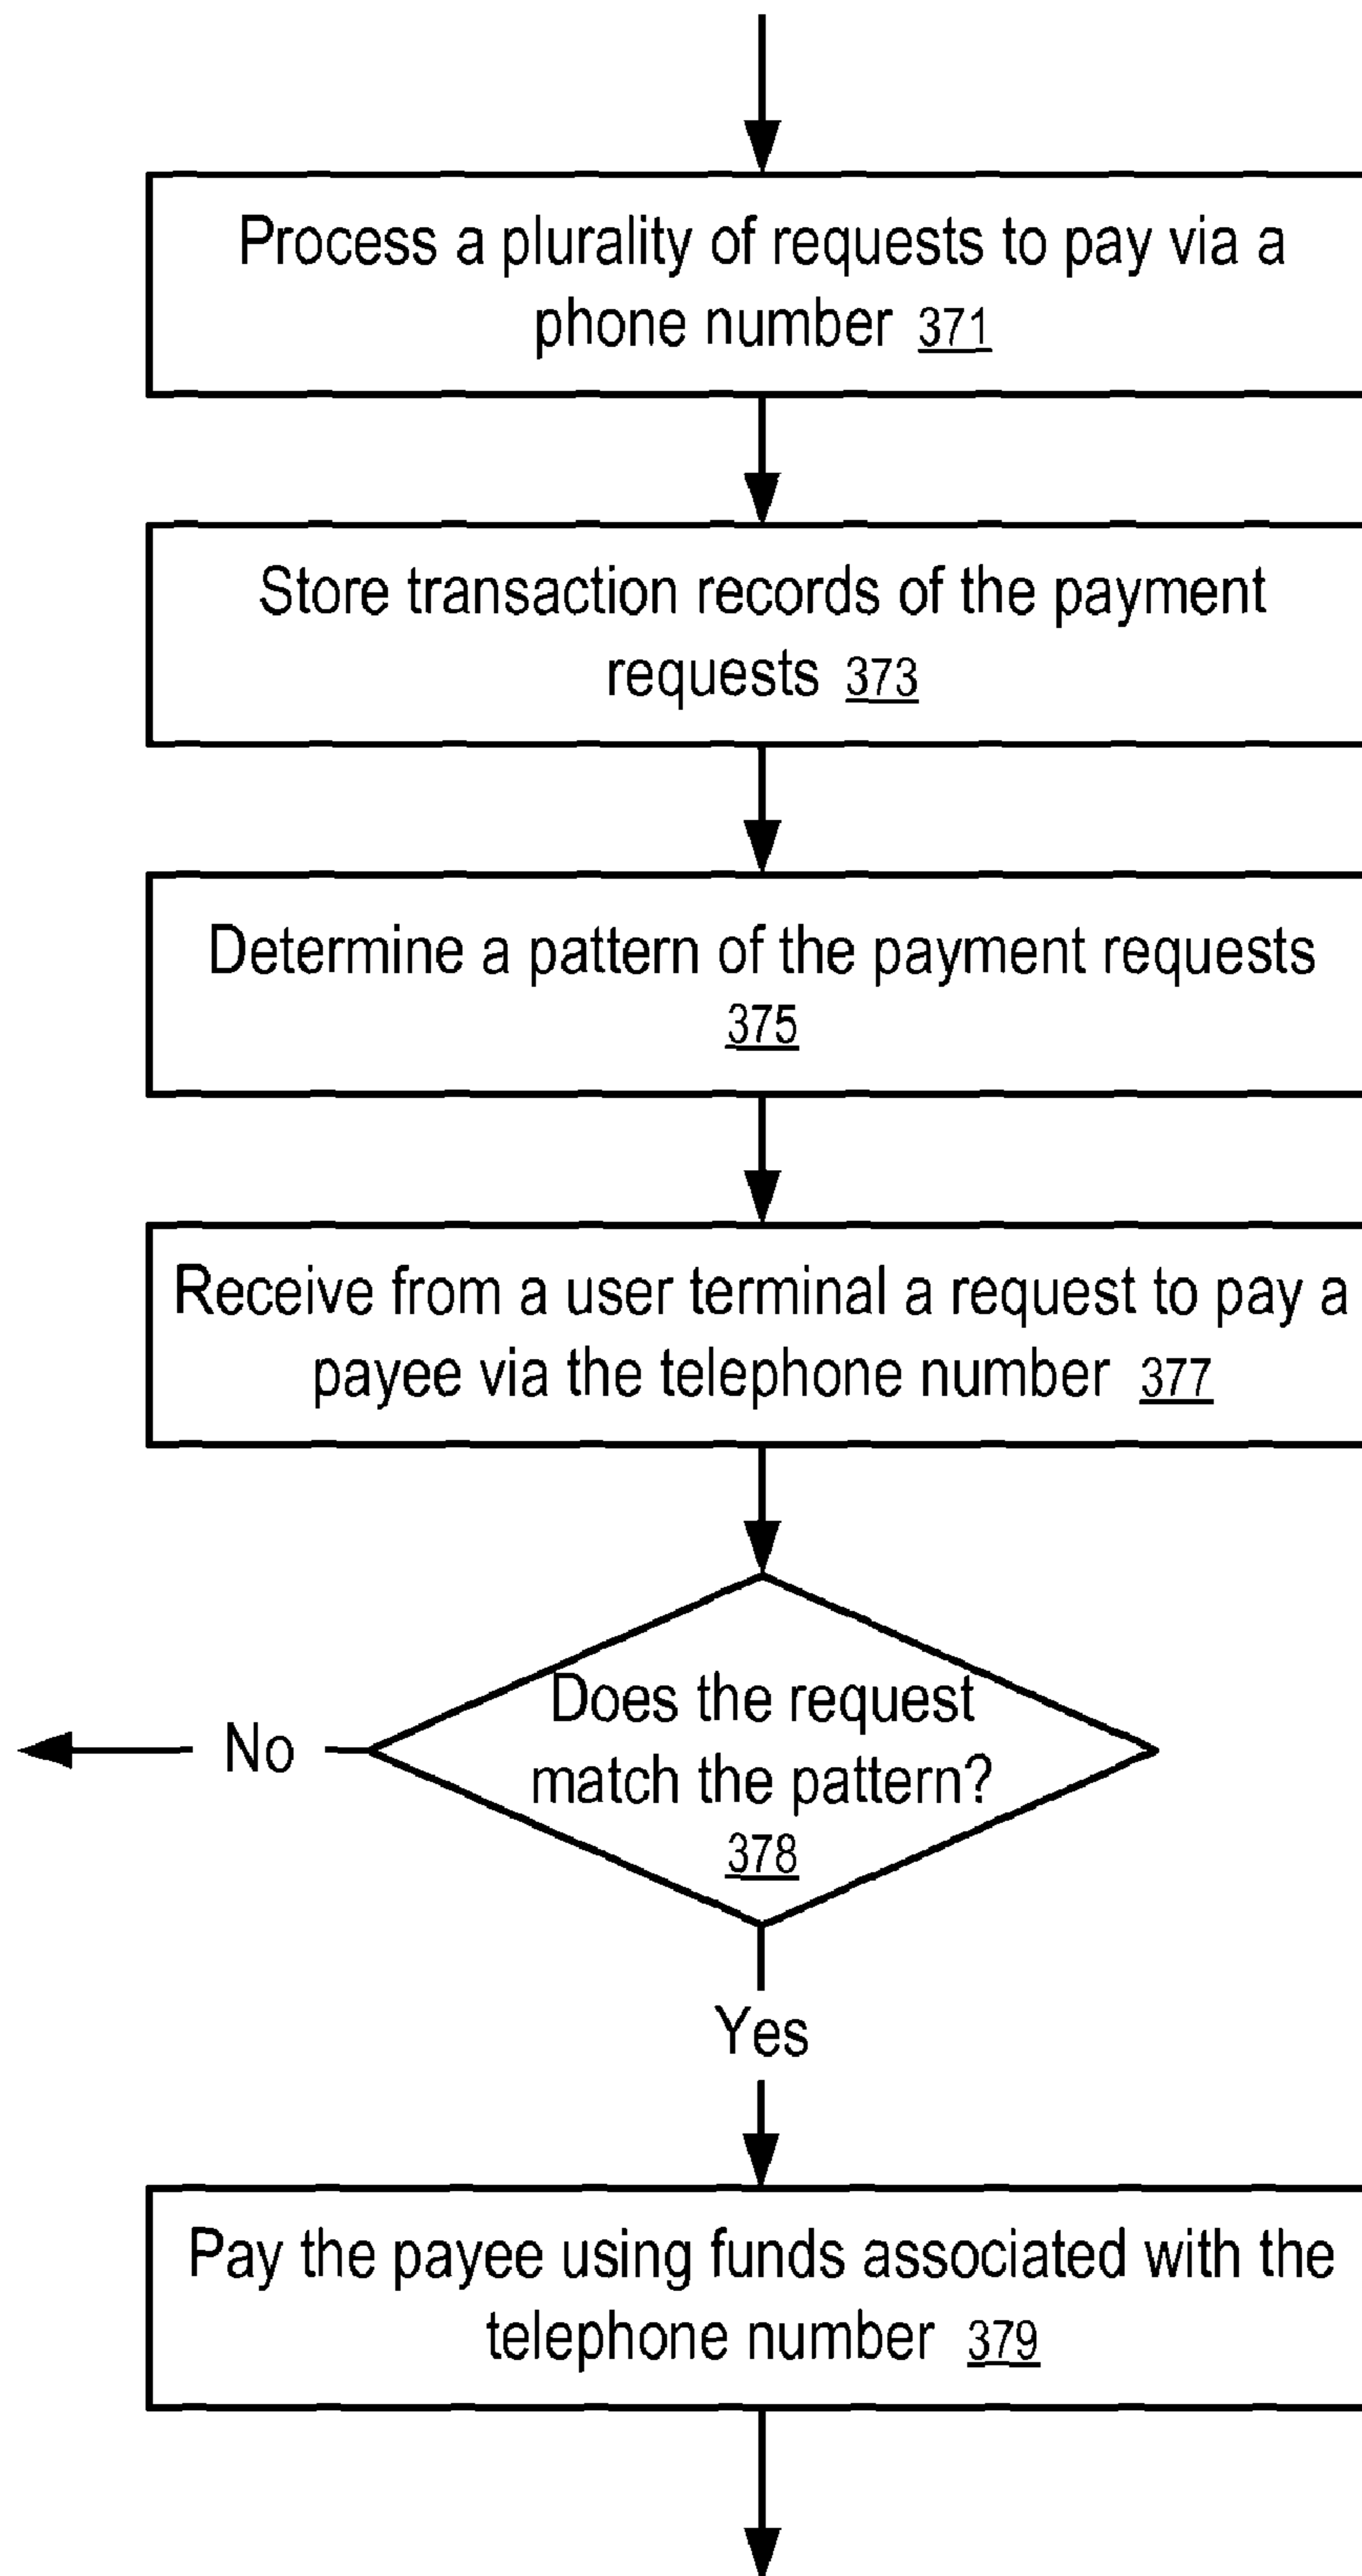 Process a plurality of requests to pay via a
phone number 371
Store transaction records of the payment
requests 373
Determine a pattern of the payment requests
375
Receive from a user terminal a request to pay a
payee via the telephone number 377
Does the request
match the pattern?
378
No
Yes
Pay the payee using funds associated with the
telephone number 379